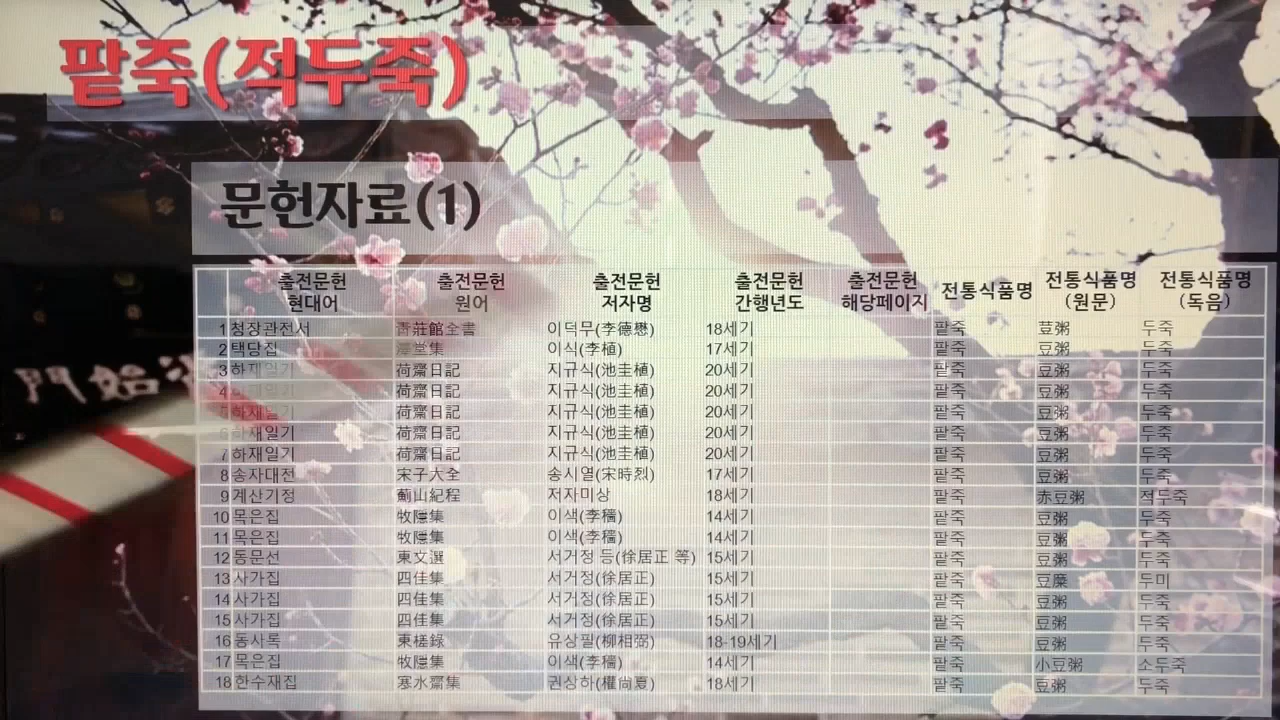 팥죽(적두죽)
문헌자료(1)
출전문헌 현대어 출전문헌 원어 출전문헌 저자명 출전문헌 간행년도 출전문헌 해당페이지 전통식품명 전통식품명 (원문) 전통식품명 (독음)
1 청장관전서 靑莊館全書 이덕무(李德懋) 18세기 팥죽 荳粥 두죽
2 택당집 澤堂集 이식(李植) 17세기 팥죽 豆粥 두죽
3 하재일기 荷齋日記 지규식(池圭植) 20세기 팥죽 豆粥 두죽
4 하재일기 荷齋日記 지규식(池圭植) 20세기 팥죽 豆粥 두죽
5 하재일기 荷齋日記 지규식(池圭植) 20세기 팥죽 豆粥 두죽
6 하재일기 荷齋日記 지규식(池圭植) 20세기 팥죽 豆粥 두죽
7 하재일기 荷齋日記 지규식(池圭植) 20세기 팥죽 豆粥 두죽
8 송자대전 宋子大全 송시열(宋時烈) 17세기 팥죽 豆粥 두죽
9 계산기정 薊山紀程 저자미상 18세기 팥죽 赤豆粥 적두죽
10 목은집 牧隱集 이색(李穡) 14세기 팥죽 豆粥 두죽
11 목은집 牧隱集 이색(李穡) 14세기 팥죽 豆粥 두죽
12 동문선 東文選 서거정 등(徐居正 等) 15세기 팥죽 豆粥 두죽
13 사가집 四佳集 서거정(徐居正) 15세기 팥죽 豆糜 두미
14 사가집 四佳集 서거정(徐居正) 15세기 팥죽 豆粥 두죽
15 사가집 四佳集 서거정(徐居正) 15세기 팥죽 豆粥 두죽
16 동사록 東槎錄 유상필(柳相弼) 18-19세기 팥죽 豆粥 두죽
17 목은집 牧隱集 이색(李穡) 14세기 팥죽 小豆粥 소두죽
18 한수재집 寒水齋集 권상하(權尙夏) 18세기 팥죽 豆粥 두죽
門始